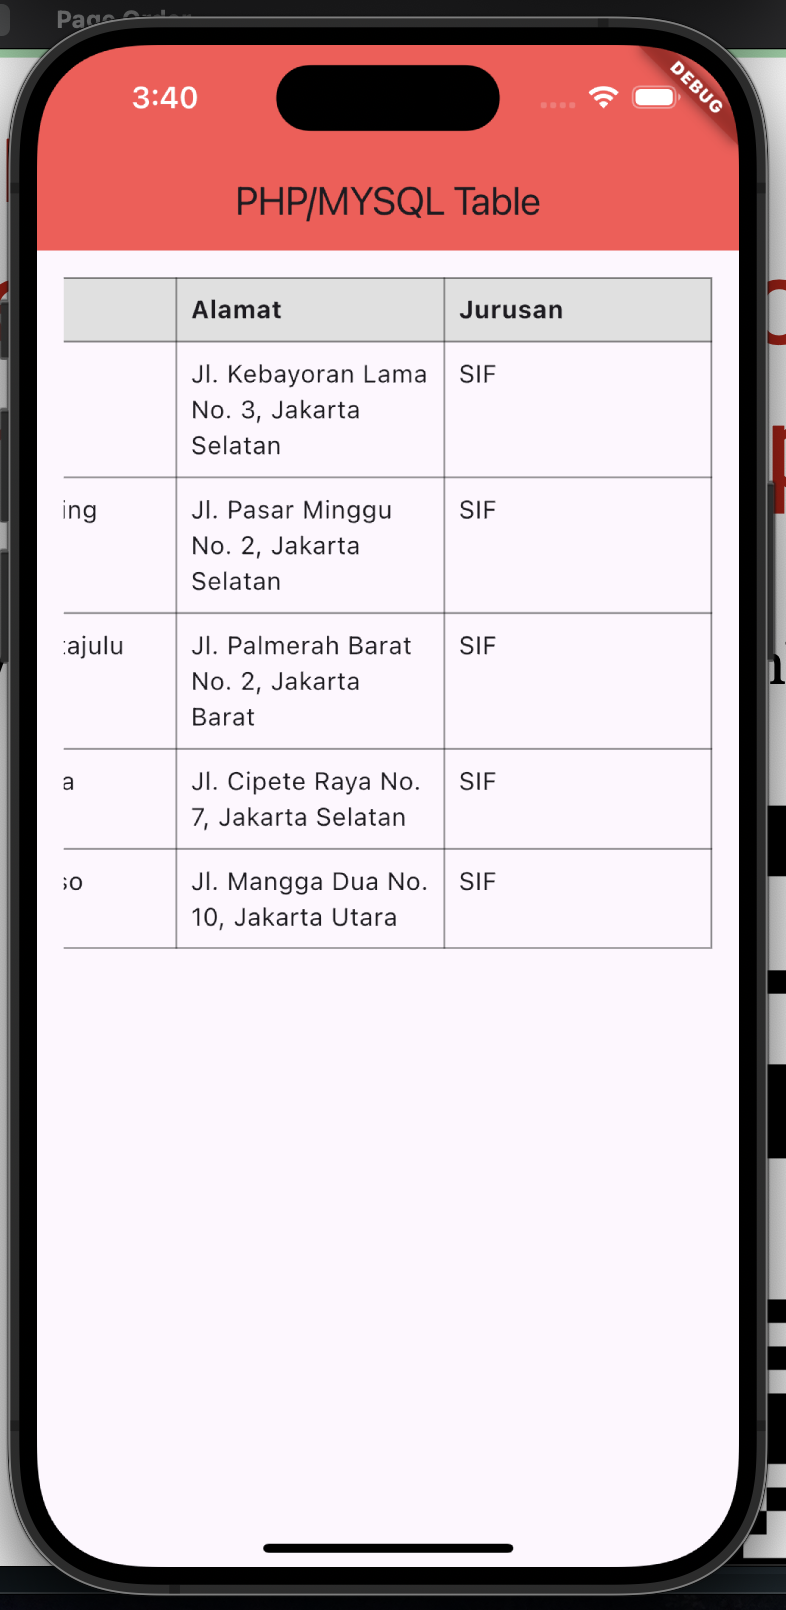 Page Order
3:40
DEBUG
PHP/MYSQL Table
Alamat Jurusan
Jl. Kebayoran Lama SIF
No. 3, Jakarta
Selatan
ing Jl. Pasar Minggu SIF
No. 2, Jakarta
Selatan
tajulu Jl. Palmerah Barat SIF
No. 2, Jakarta
Barat
a Jl. Cipete Raya No. SIF
7, Jakarta Selatan
so Jl. Mangga Dua No. SIF
10, Jakarta Utara